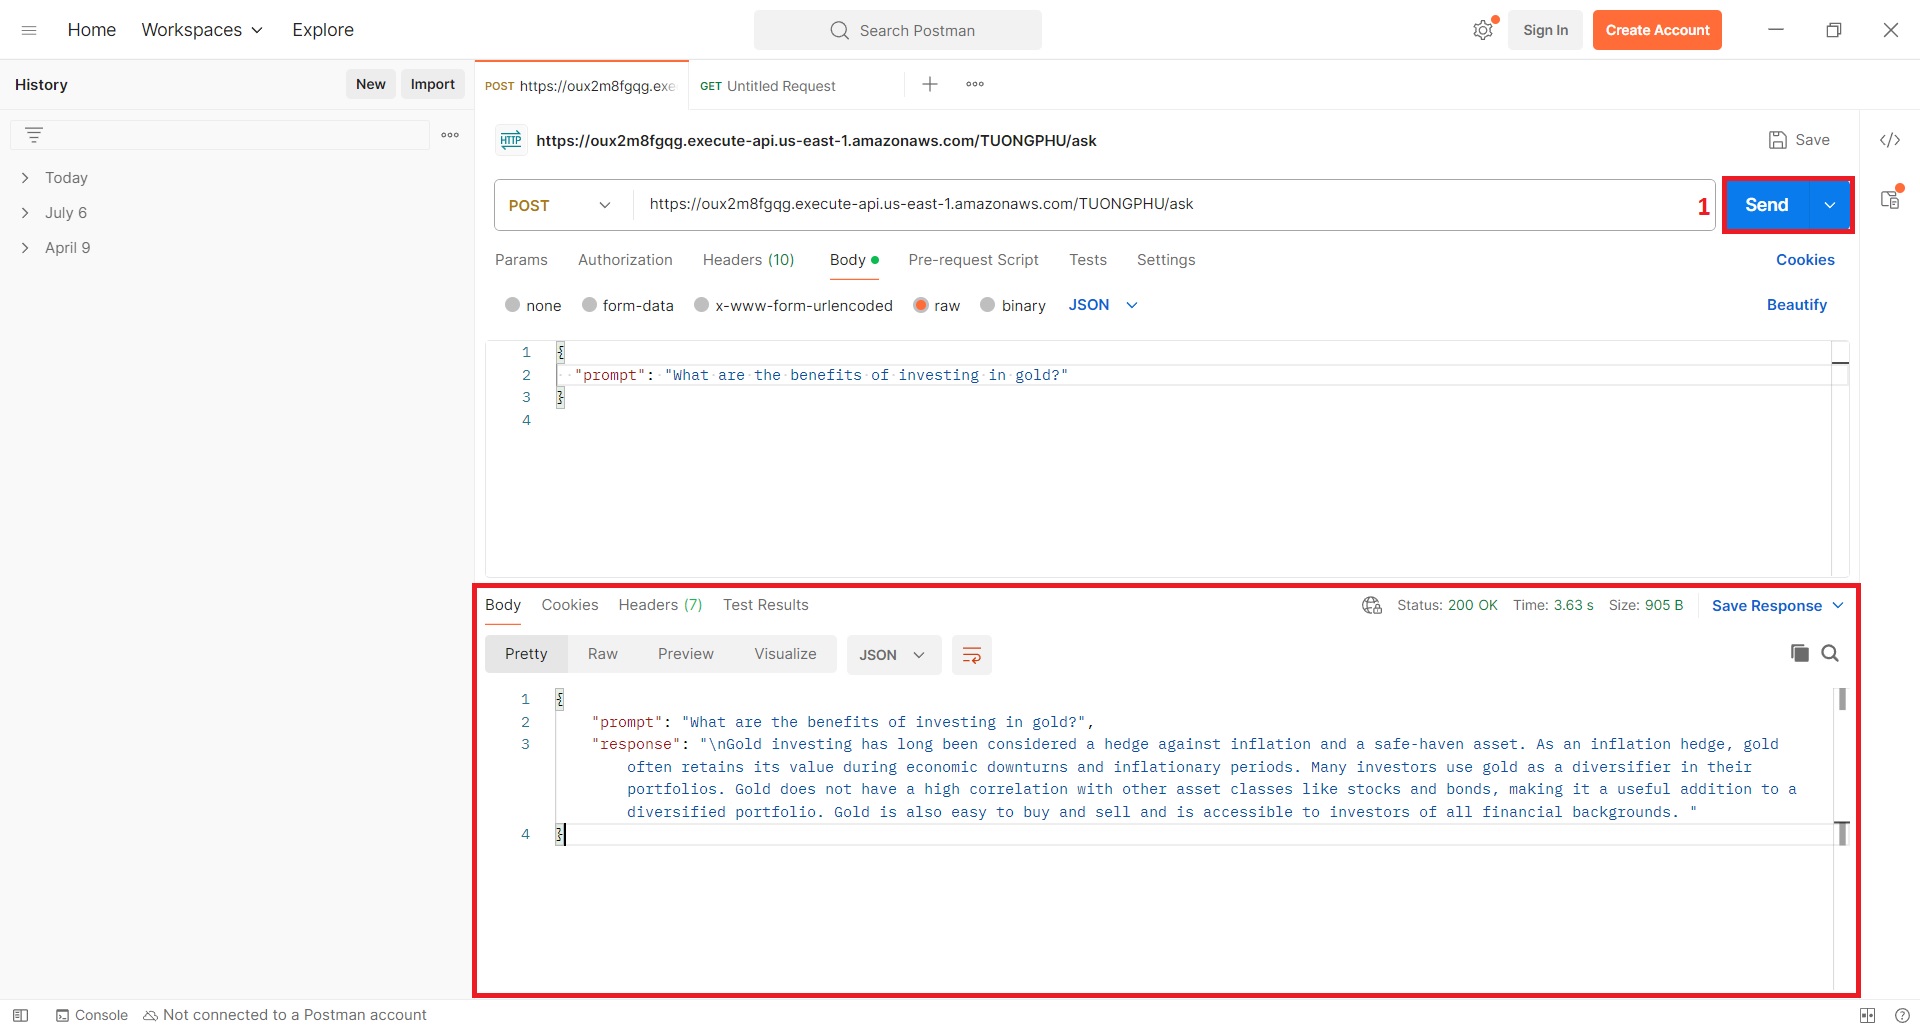 Home Workspaces Explore Search Postman Sign In Create Account
History New Import
Today
July 6
April 9
POST https://oux2m8fgqg.exe GET Untitled Request
HTTP https://oux2m8fgqg.execute-api.us-east-1.amazonaws.com/TUONGPHU/ask Save
POST https://oux2m8fgqg.execute-api.us-east-1.amazonaws.com/TUONGPHU/ask 1 Send
Params Authorization Headers (10) Body Pre-request Script Tests Settings Cookies
none form-data x-www-form-urlencoded raw binary JSON Beautify
1 {
2 "prompt": "What are the benefits of investing in gold?"
3 }
4
Body Cookies Headers (7) Test Results Status: 200 OK Time: 3.63 s Size: 905 B Save Response
Pretty Raw Preview Visualize JSON
1 {
2 "prompt": "What are the benefits of investing in gold?",
3 "response": "\nGold investing has long been considered a hedge against inflation and a safe-haven asset. As an inflation hedge, gold
often retains its value during economic downturns and inflationary periods. Many investors use gold as a diversifier in their
portfolios. Gold does not have a high correlation with other asset classes like stocks and bonds, making it a useful addition to a
diversified portfolio. Gold is also easy to buy and sell and is accessible to investors of all financial backgrounds. "
4 }
Console Not connected to a Postman account